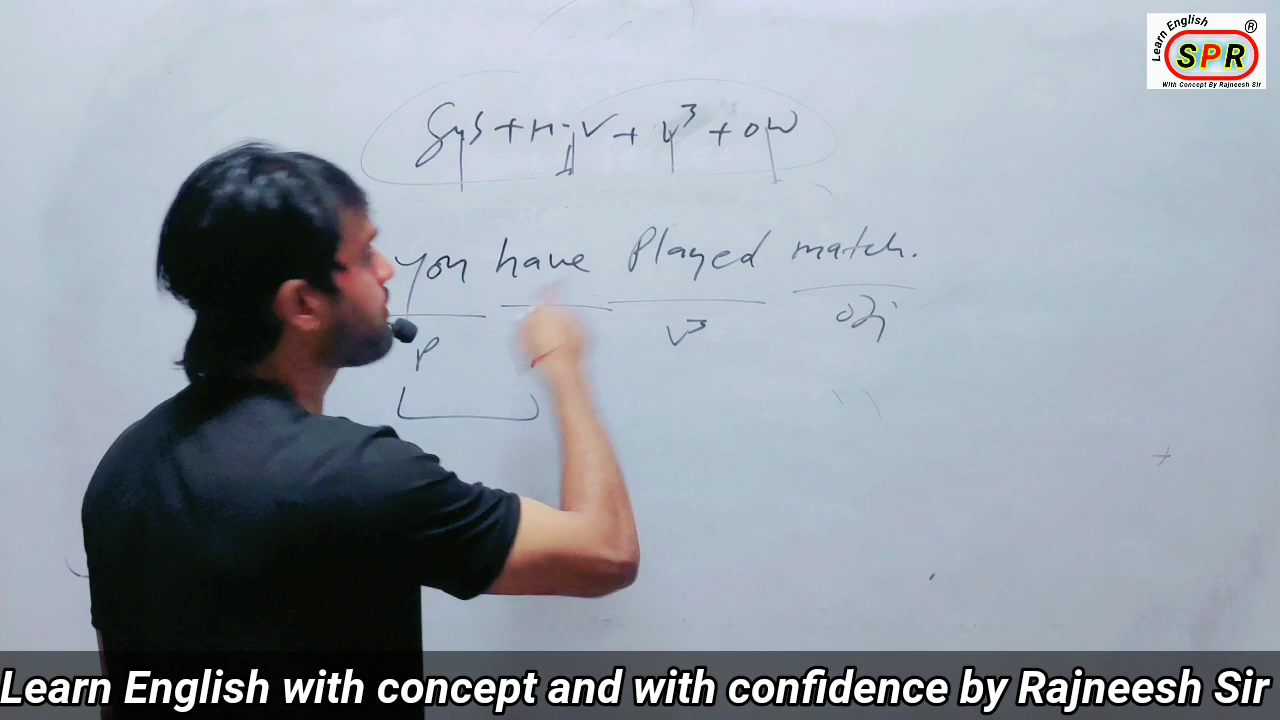 Learn English
SPR®
With Concept By Rajneesh Sir
Sub + H.V + V³ + OW
You have Played match.
P V³ obj
Learn English with concept and with confidence by Rajneesh Sir